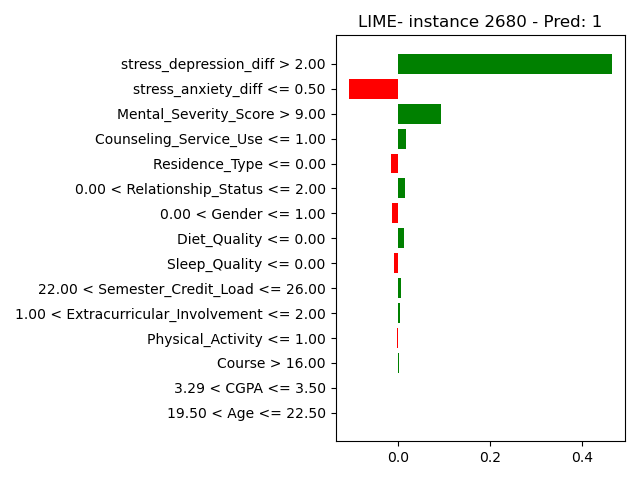 LIME- instance 2680 - Pred: 1
stress_depression_diff > 2.00
stress_anxiety_diff <= 0.50
Mental_Severity_Score > 9.00
Counseling_Service_Use <= 1.00
Residence_Type <= 0.00
0.00 < Relationship_Status <= 2.00
0.00 < Gender <= 1.00
Diet_Quality <= 0.00
Sleep_Quality <= 0.00
22.00 < Semester_Credit_Load <= 26.00
1.00 < Extracurricular_Involvement <= 2.00
Physical_Activity <= 1.00
Course > 16.00
3.29 < CGPA <= 3.50
19.50 < Age <= 22.50
0.0 0.2 0.4